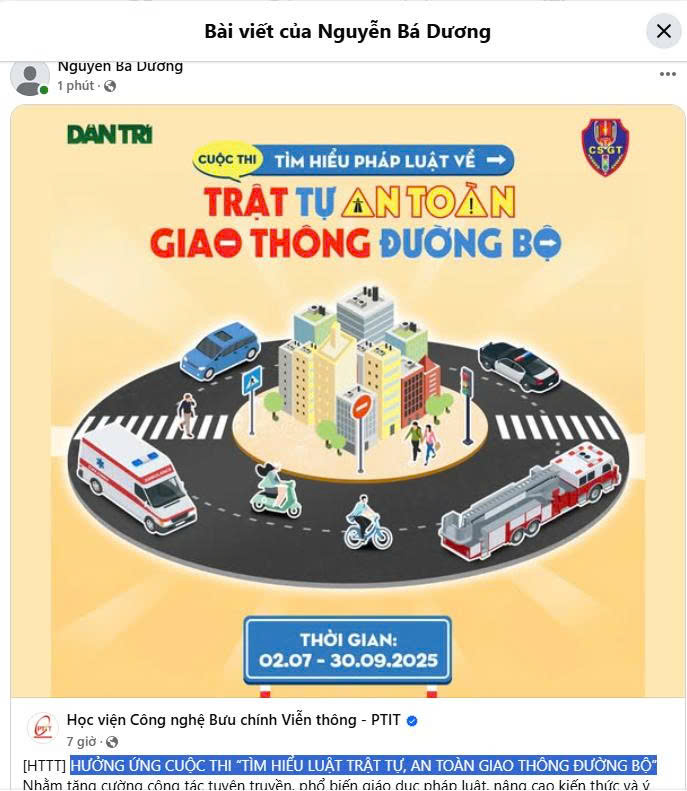 Bài viết của Nguyễn Bá Dương
Nguyễn Bá Dương
1 phút ·
DÂN TRÍ
CSGT
CUỘC THI
TÌM HIỂU PHÁP LUẬT VỀ
TRẬT TỰ AN TOÀN
GIAO THÔNG ĐƯỜNG BỘ
AMBULANCE
THỜI GIAN:
02.07 - 30.09.2025
PTIT
Học viện Công nghệ Bưu chính Viễn thông - PTIT
7 giờ ·
[HTTT] HƯỞNG ỨNG CUỘC THI “TÌM HIỂU LUẬT TRẬT TỰ, AN TOÀN GIAO THÔNG ĐƯỜNG BỘ”
Nhằm tăng cường công tác tuyên truyền, phổ biến giáo dục pháp luật, nâng cao kiến thức và ý